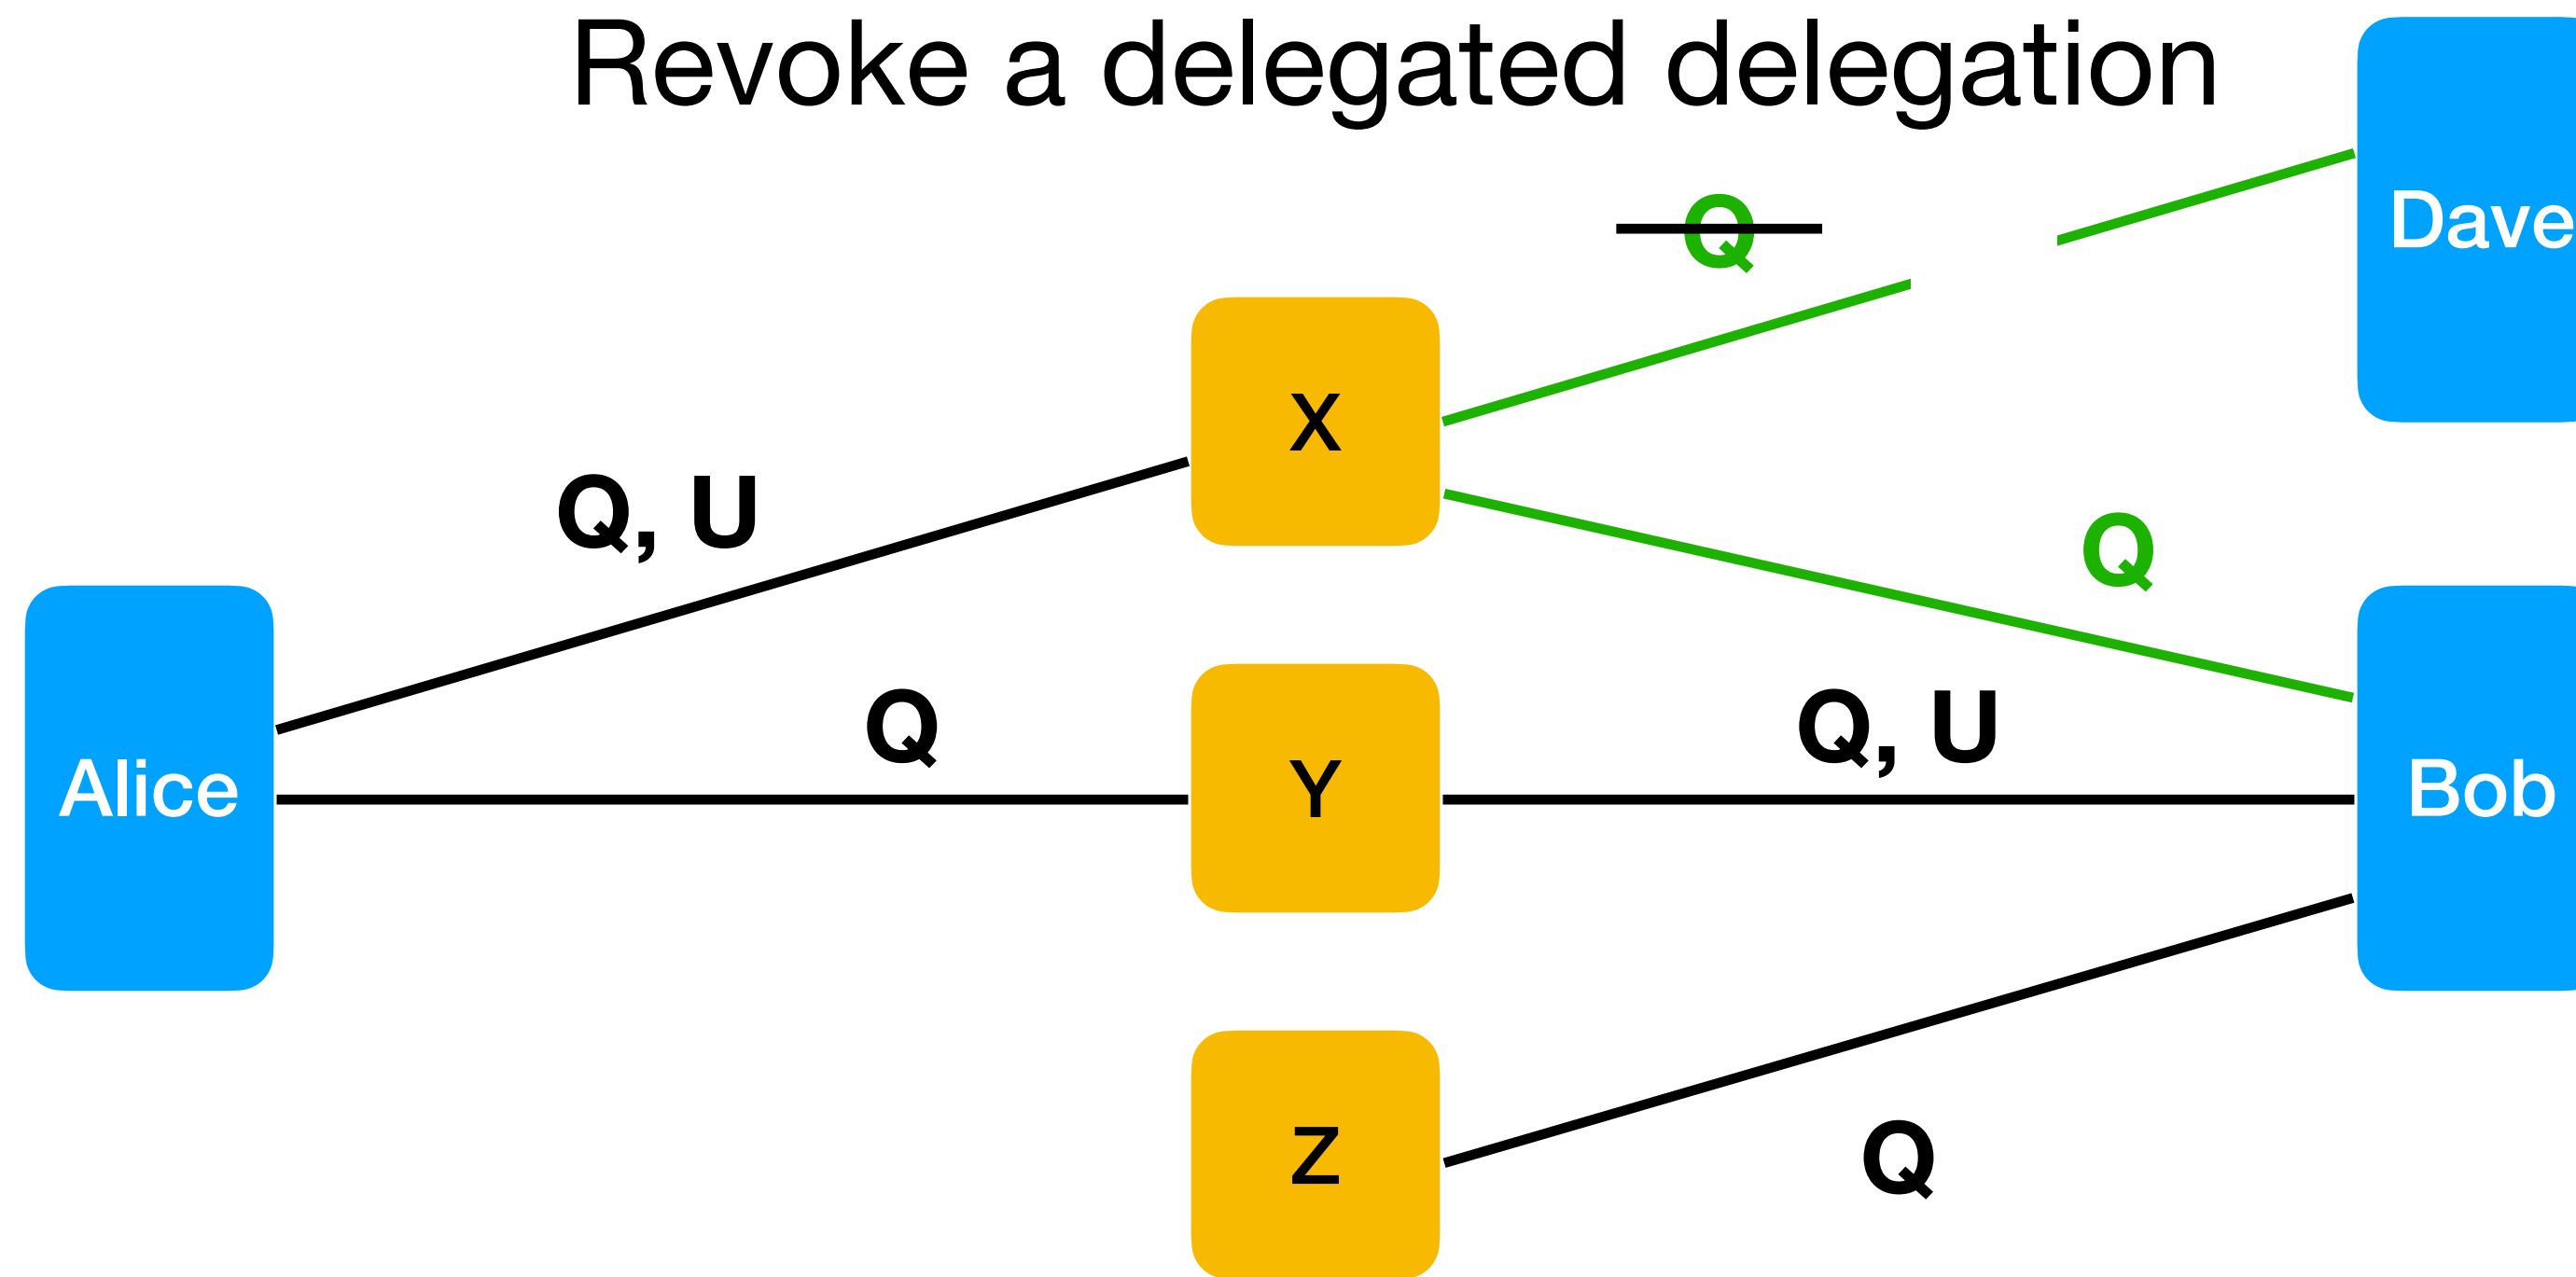 Revoke a delegated delegation
Dave
Q
X
Q, U
Q
Alice
Q
Y
Q, U
Bob
Z
Q